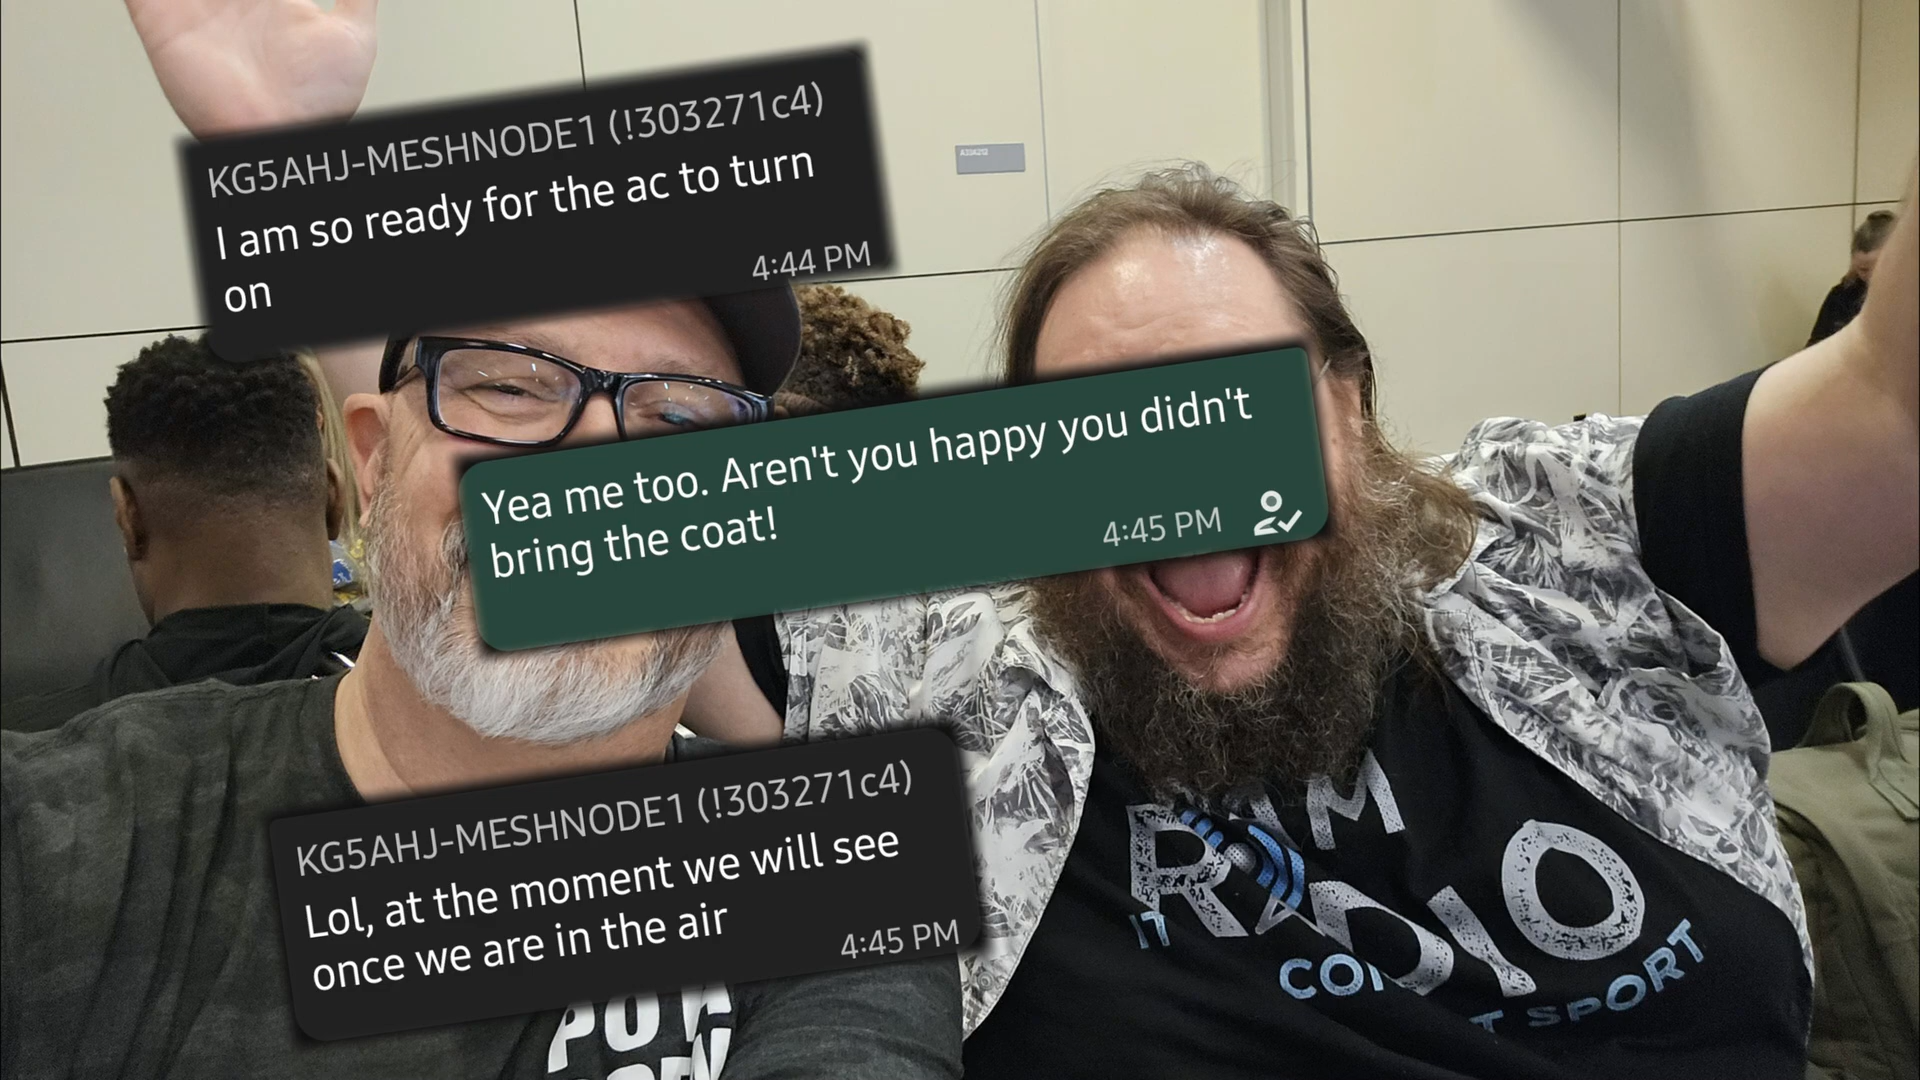 KG5AHJ-MESHNODE1 (!303271c4)
I am so ready for the ac to turn
on
4:44 PM
Yea me too. Aren't you happy you didn't
bring the coat!
4:45 PM
KG5AHJ-MESHNODE1 (!303271c4)
Lol, at the moment we will see
once we are in the air
4:45 PM
RADIO
IT
SPORT